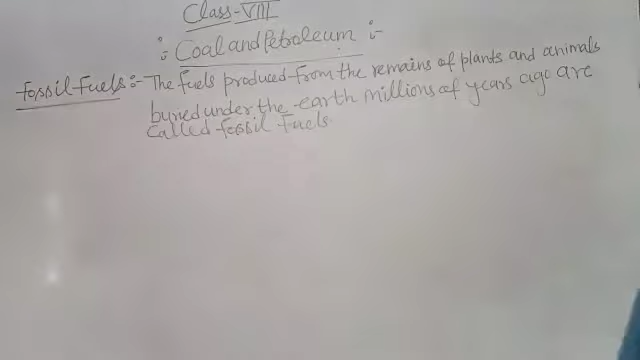 Class-VIII
:- Coal and Petroleum :-
Fossil Fuels:- The fuels produced from the remains of plants and animals
buried under the earth millions of years ago are
called fossil fuels